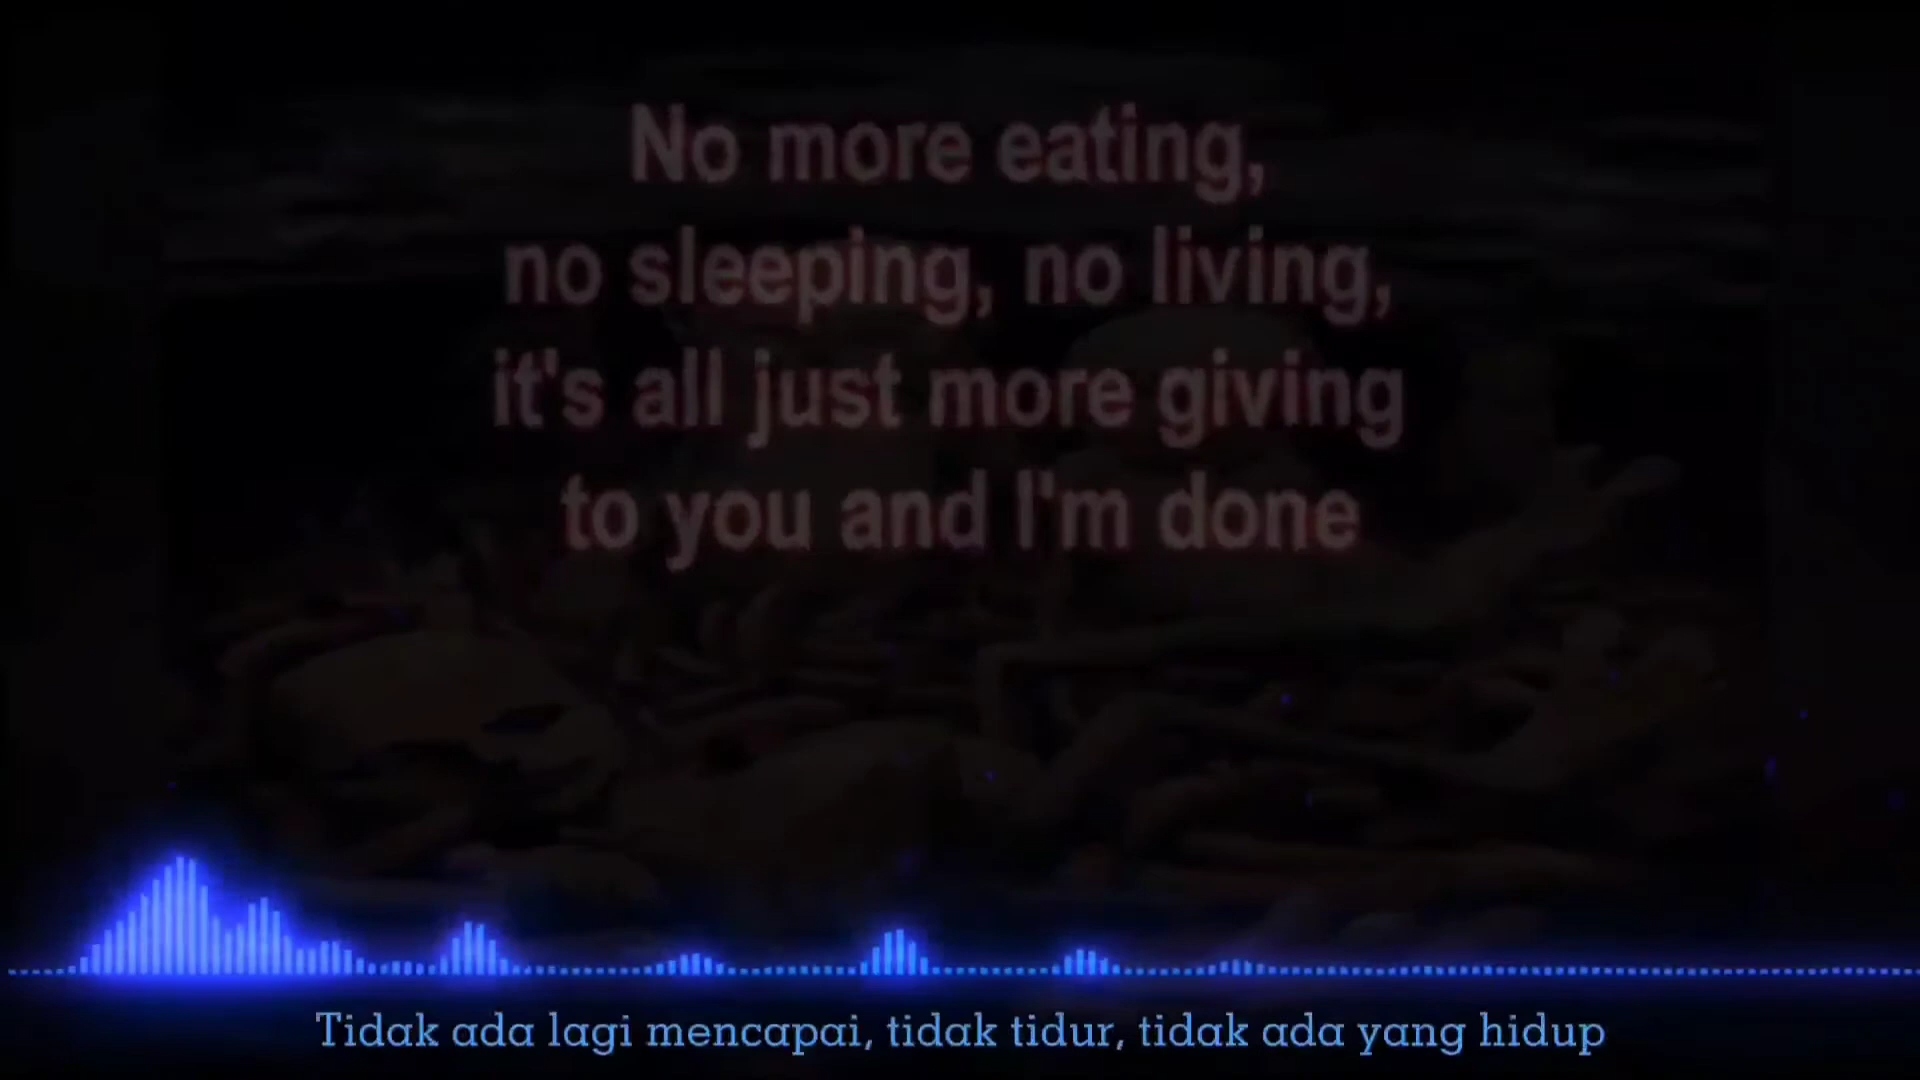 No more eating,
no sleeping, no living,
it's all just more giving
to you and I'm done
Tidak ada lagi mencapai, tidak tidur, tidak ada yang hidup